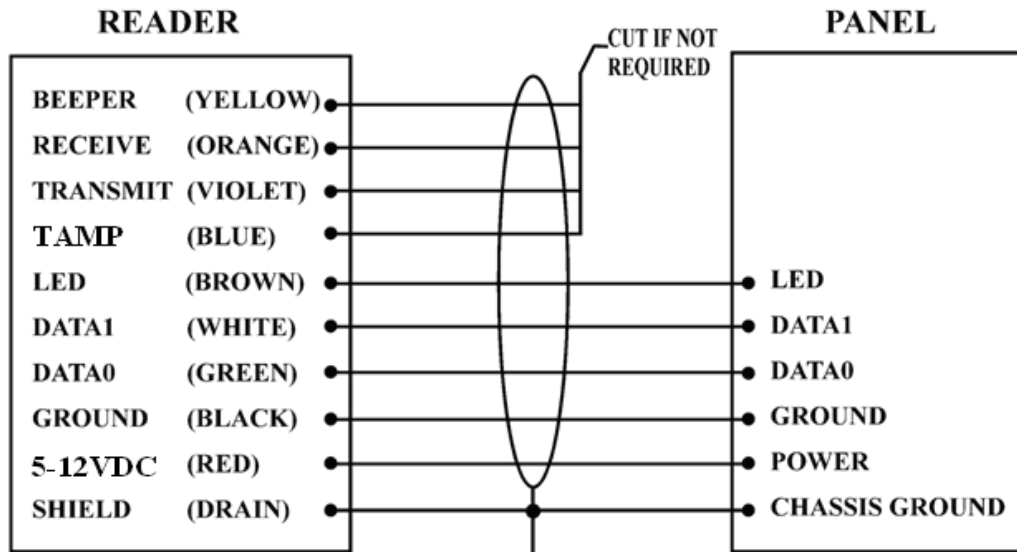 READER
PANEL
CUT IF NOT
REQUIRED
BEEPER (YELLOW)
RECEIVE (ORANGE)
TRANSMIT (VIOLET)
TAMP (BLUE)
LED (BROWN) LED
DATA1 (WHITE) DATA1
DATA0 (GREEN) DATA0
GROUND (BLACK) GROUND
5-12VDC (RED) POWER
SHIELD (DRAIN) CHASSIS GROUND